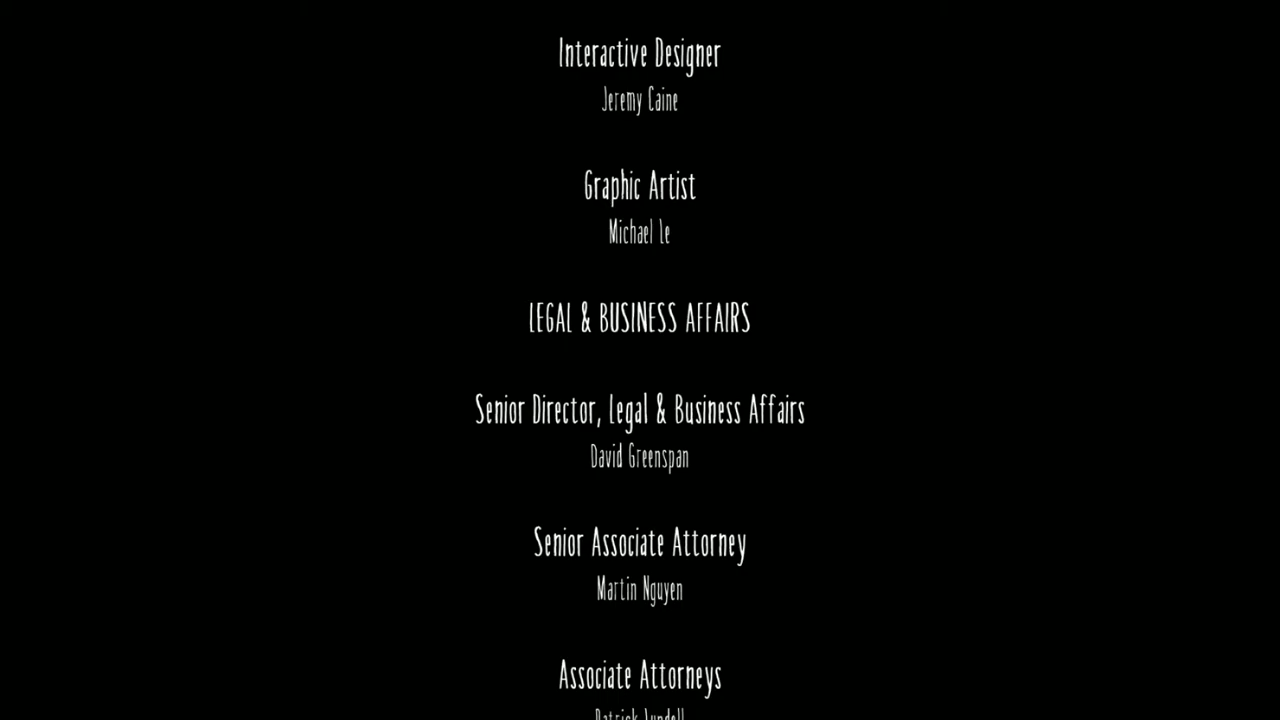 Interactive Designer
Jeremy Caine
Graphic Artist
Michael Le
LEGAL & BUSINESS AFFAIRS
Senior Director, Legal & Business Affairs
David Greenspan
Senior Associate Attorney
Martin Nguyen
Associate Attorneys
Patrick